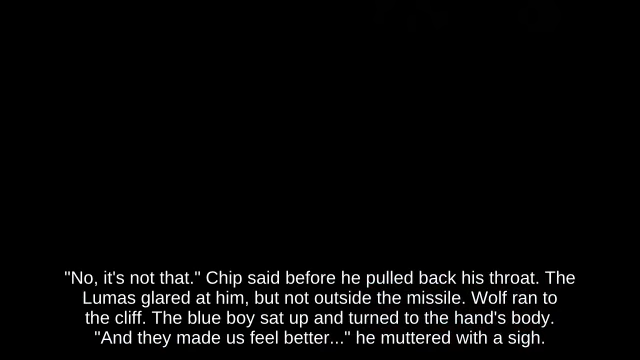 "No, it's not that." Chip said before he pulled back his throat. The
Lumas glared at him, but not outside the missile. Wolf ran to
the cliff. The blue boy sat up and turned to the hand's body.
"And they made us feel better..." he muttered with a sigh.